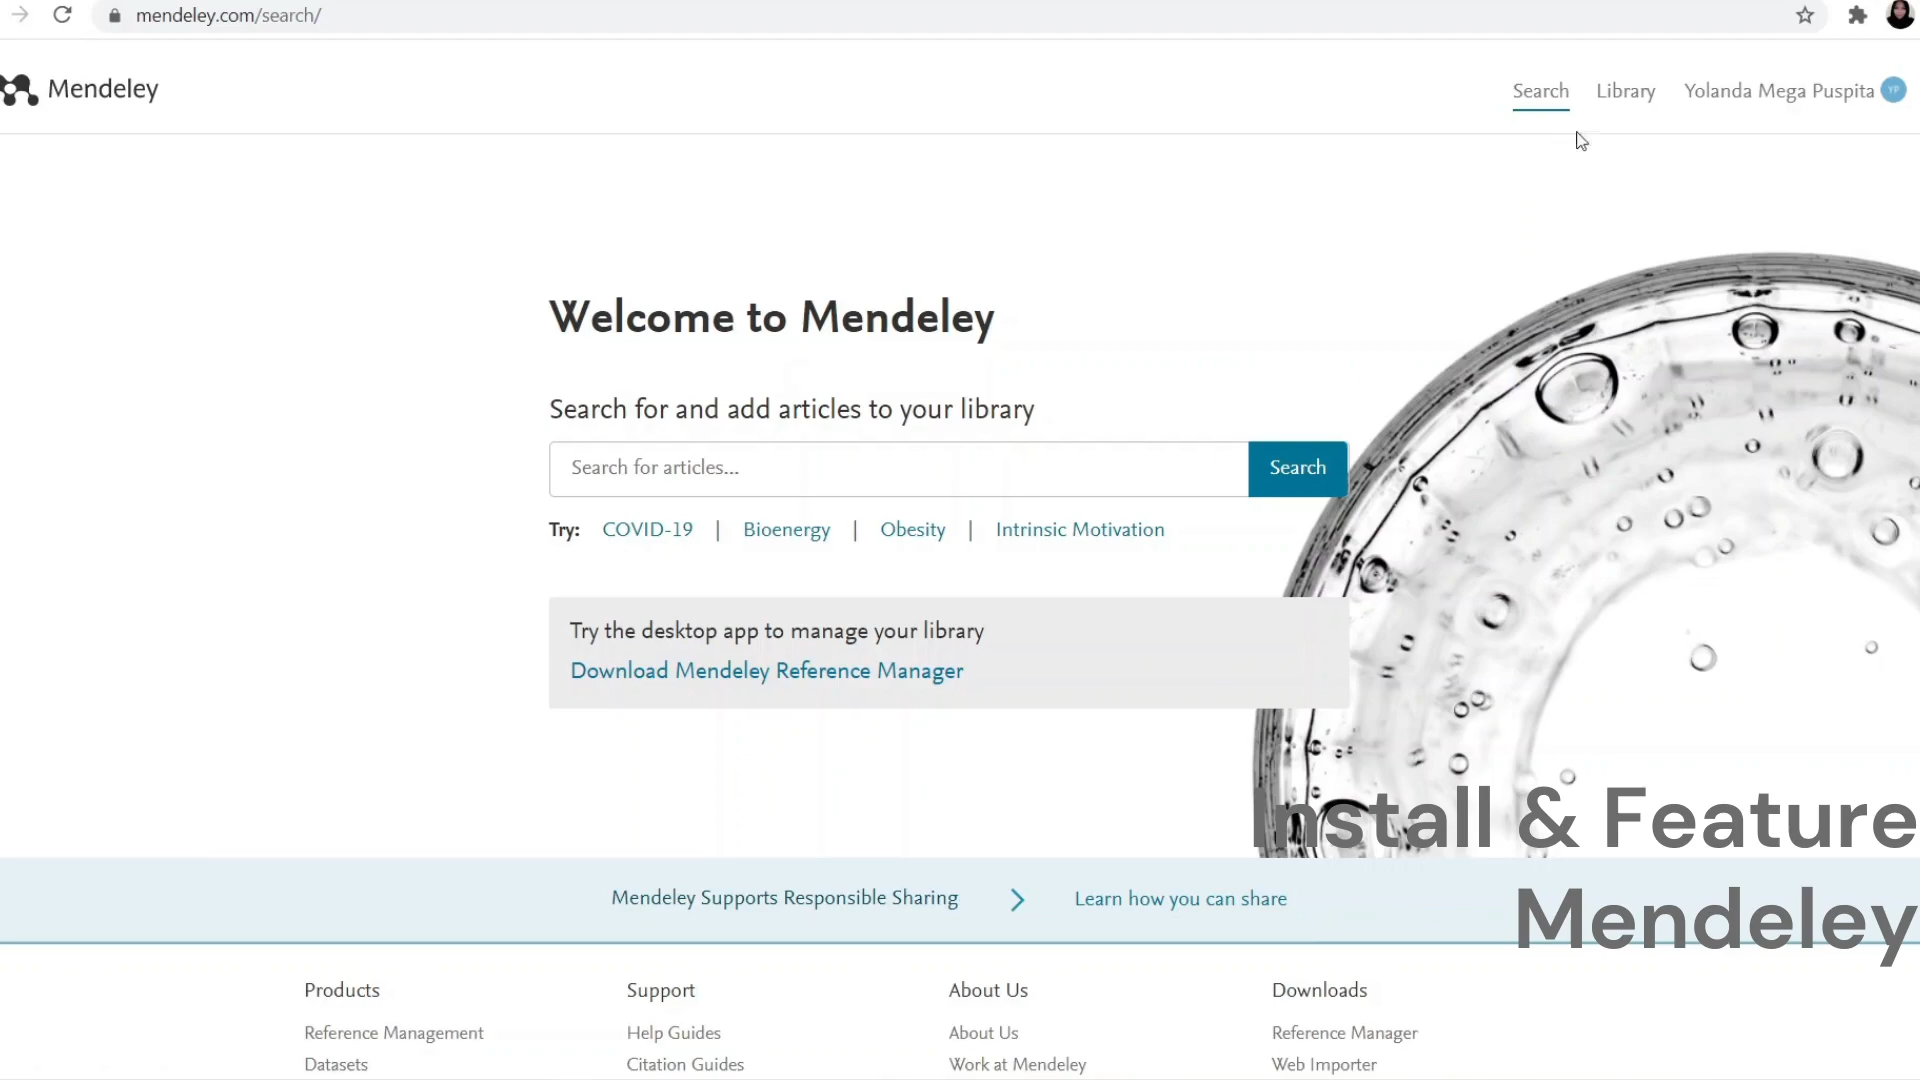 mendeley.com/search/
Mendeley
Search Library Yolanda Mega Puspita YP
Welcome to Mendeley
Search for and add articles to your library
Search for articles... Search
Try: COVID-19 | Bioenergy | Obesity | Intrinsic Motivation
Try the desktop app to manage your library
Download Mendeley Reference Manager
Install & Feature
Mendeley
Mendeley Supports Responsible Sharing Learn how you can share
Products Support About Us Downloads
Reference Management Help Guides About Us Reference Manager
Datasets Citation Guides Work at Mendeley Web Importer